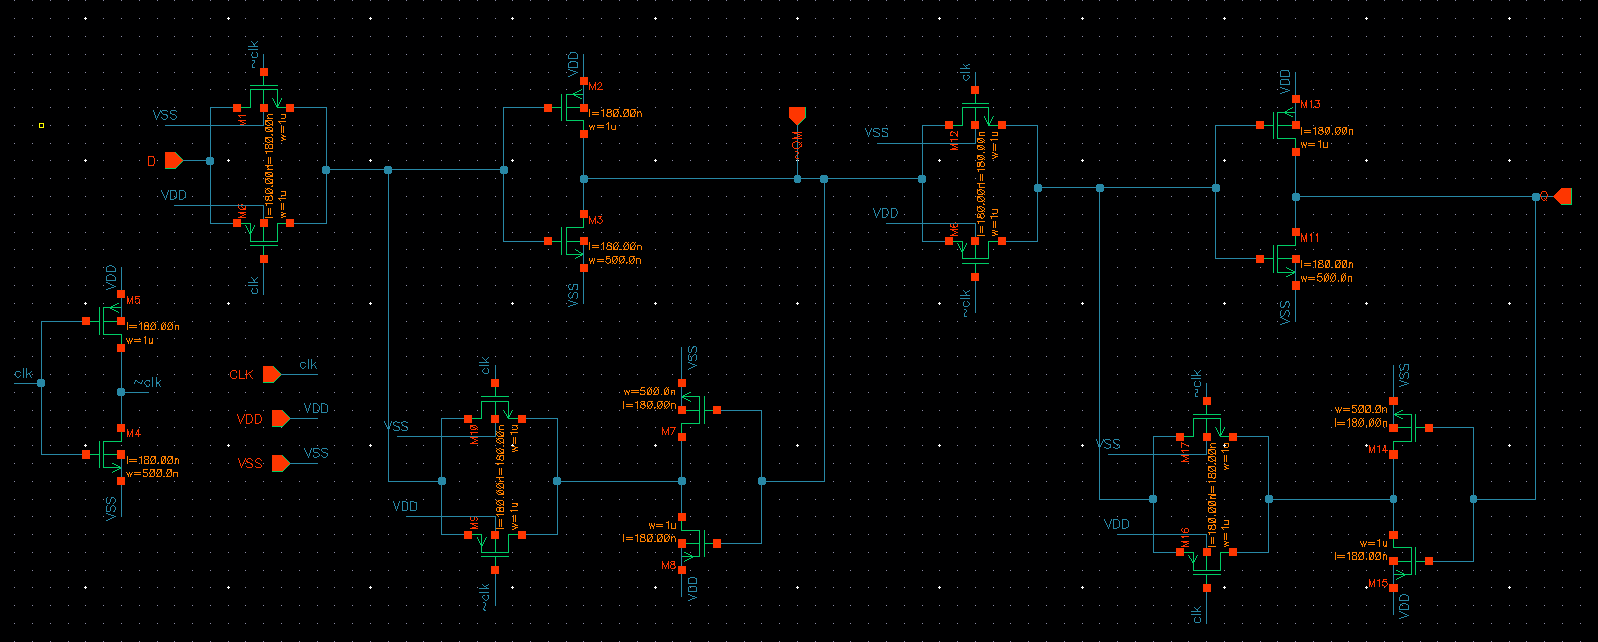 ~clk
VSS
M1
l=180.00n
w=1u
D
VDD
M0
l=180.00n
w=1u
clk
VDD
M2
l=180.00n
w=1u
M3
l=180.00n
w=500.0n
VSS
~QM
clk
VSS
M12
l=180.00n
w=1u
VDD
M6
l=180.00n
w=1u
~clk
VDD
M13
l=180.00n
w=1u
Q
M11
l=180.00n
w=500.0n
VSS
VDD
M5
l=180.00n
w=1u
clk
~clk
M4
l=180.00n
w=500.0n
VSS
CLK
clk
VDD
VDD
VSS
VSS
clk
VSS
M10
l=180.00n
w=1u
VDD
M9
l=180.00n
w=1u
~clk
VSS
w=500.0n
l=180.00n
M7
w=1u
l=180.00n
M8
VDD
~clk
VSS
M17
l=180.00n
w=1u
VDD
M16
l=180.00n
w=1u
clk
VSS
w=500.0n
l=180.00n
M14
w=1u
l=180.00n
M15
VDD